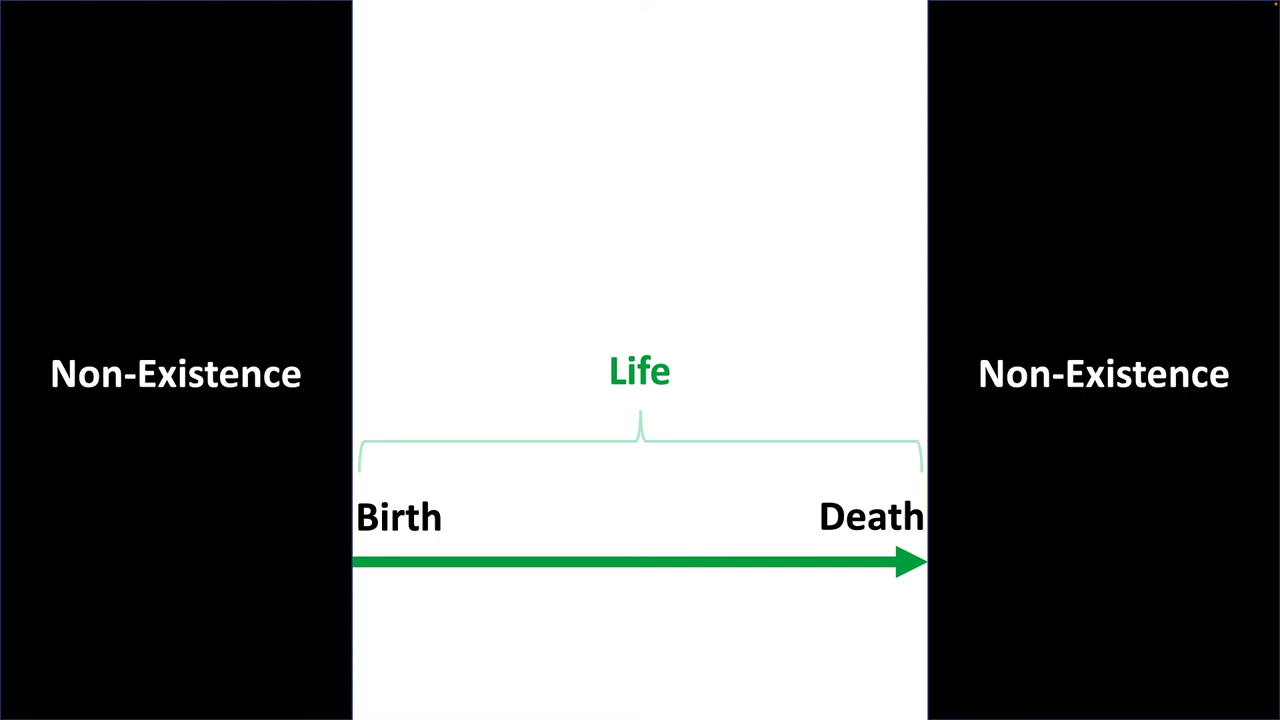 Non-Existence
Life
Non-Existence
Birth
Death